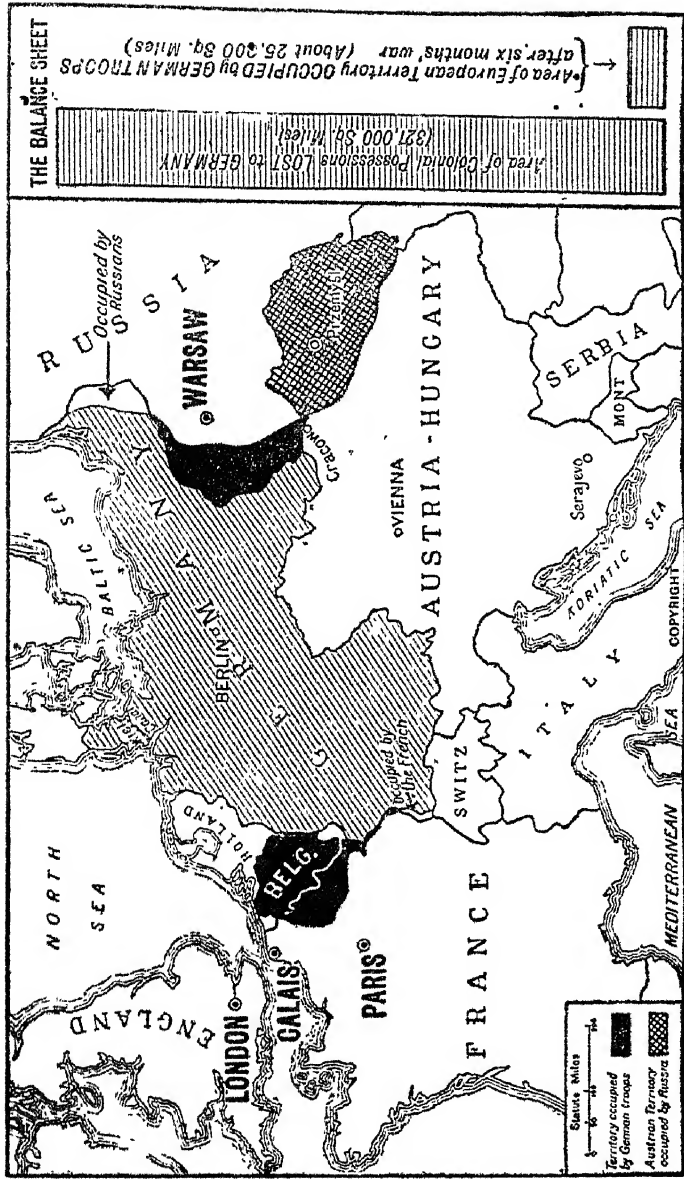 THE BALANCE SHEET
Area of Colonial Possessions LOST to GERMANY
(321,000 Sq. Miles)
Area of European Territory OCCUPIED by GERMAN TROOPS
after six months' war (About 25,300 Sq. Miles)
RUSSIA
Occupied by
Russians
WARSAW
Przemysl
Cracow
BALTIC SEA
GERMANY
BERLIN
VIENNA
AUSTRIA-HUNGARY
SERBIA
MONT
Serajevo
ADRIATIC SEA
ITALY
COPYRIGHT
NORTH
SEA
HOLLAND
BELG.
occupied by
the French
SWITZ
ENGLAND
LONDON
CALAIS
PARIS
FRANCE
MEDITERRANEAN
SEA
Statute Miles
Territory occupied
by German troops
Austrian Territory
occupied by Russia